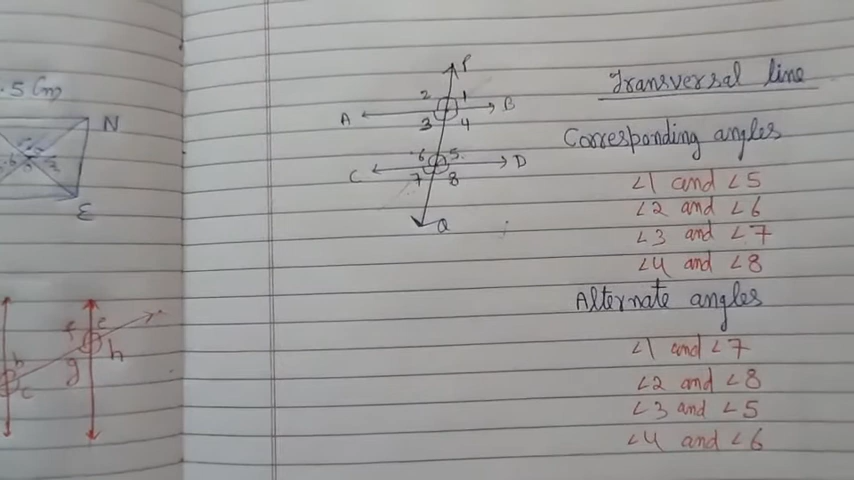 .5 Cm
N
E
f e
h
g
b
c
P
2 1
A B
3 4
6 5
C D
7 8
Q
Transversal line
Corresponding angles
∠1 and ∠5
∠2 and ∠6
∠3 and ∠7
∠4 and ∠8
Alternate angles
∠1 and ∠7
∠2 and ∠8
∠3 and ∠5
∠4 and ∠6